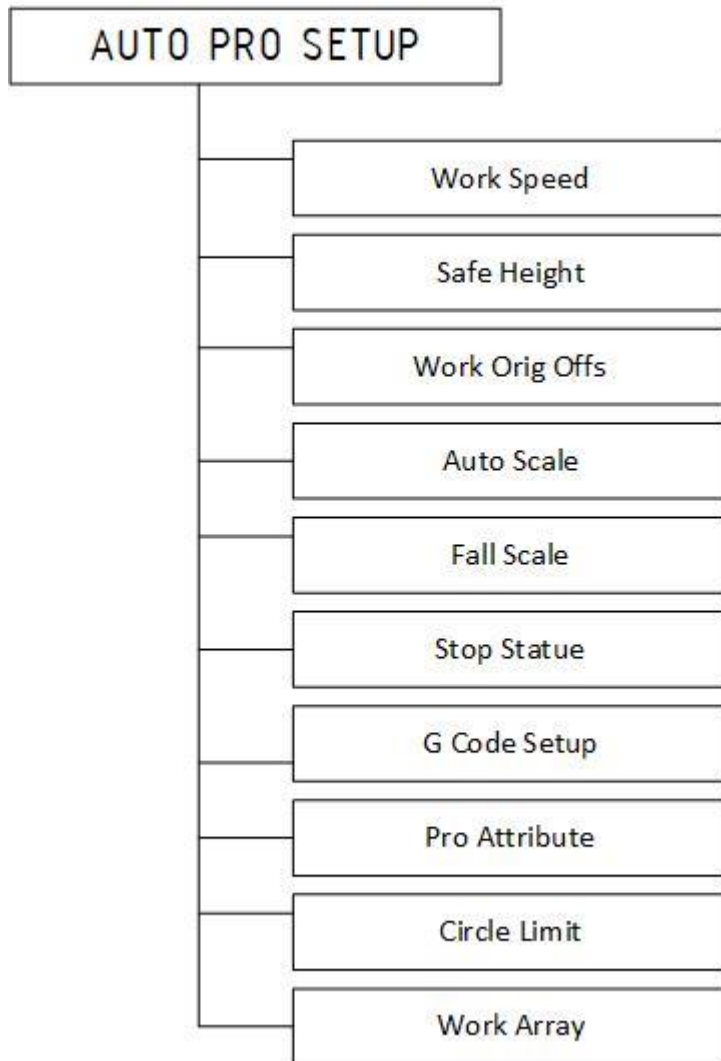 AUTO PRO SETUP
Work Speed
Safe Height
Work Orig Offs
Auto Scale
Fall Scale
Stop Statue
G Code Setup
Pro Attribute
Circle Limit
Work Array